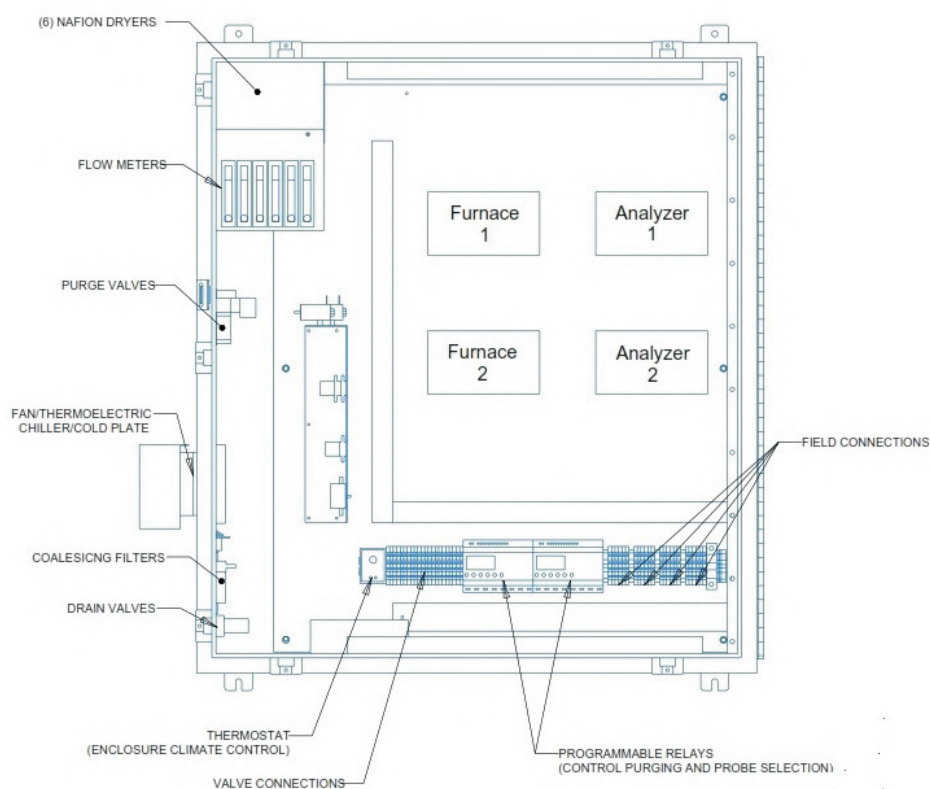 (6) NAFION DRYERS
FLOW METERS
Furnace
1
Analyzer
1
PURGE VALVES
Furnace
2
Analyzer
2
FAN/THERMOELECTRIC
CHILLER/COLD PLATE
FIELD CONNECTIONS
COALESICNG FILTERS
DRAIN VALVES
THERMOSTAT
(ENCLOSURE CLIMATE CONTROL)
PROGRAMMABLE RELAYS
(CONTROL PURGING AND PROBE SELECTION)
VALVE CONNECTIONS